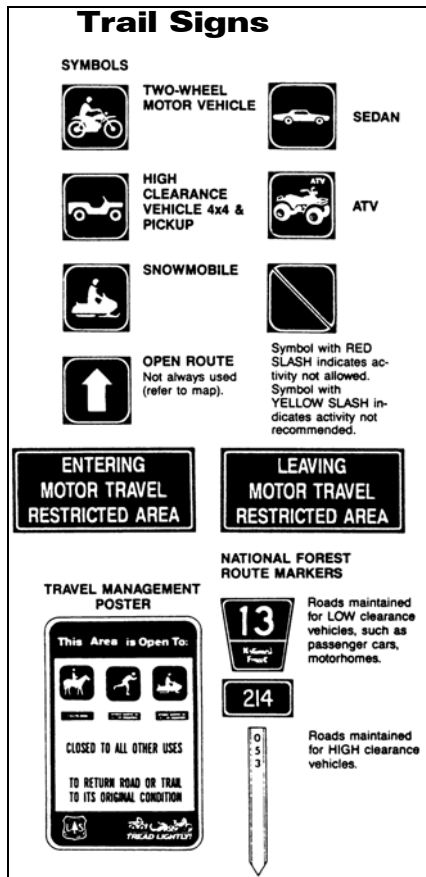 Trail Signs
SYMBOLS
TWO-WHEEL
MOTOR VEHICLE
SEDAN
HIGH
CLEARANCE
VEHICLE 4x4 &
PICKUP
ATV
ATV
SNOWMOBILE
OPEN ROUTE
Not always used
(refer to map).
Symbol with RED
SLASH indicates ac-
tivity not allowed.
Symbol with
YELLOW SLASH in-
dicates activity not
recommended.
ENTERING
MOTOR TRAVEL
RESTRICTED AREA
LEAVING
MOTOR TRAVEL
RESTRICTED AREA
TRAVEL MANAGEMENT
POSTER
This Area is Open To:
CLOSED TO ALL OTHER USES
TO RETURN ROAD OR TRAIL
TO ITS ORIGINAL CONDITION
UAS
TREAD LIGHTLY!
NATIONAL FOREST
ROUTE MARKERS
13
National
Forest
Roads maintained
for LOW clearance
vehicles, such as
passenger cars,
motorhomes.
214
0
5
3
Roads maintained
for HIGH clearance
vehicles.